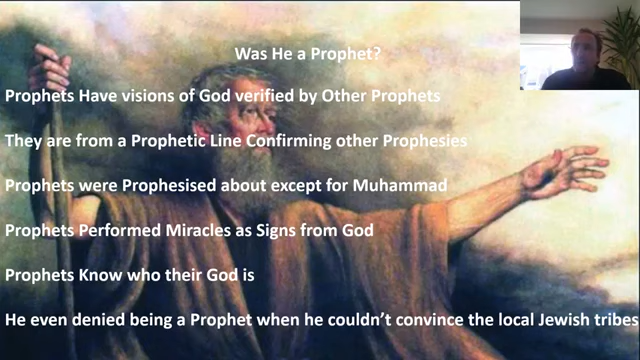 Was He a Prophet?
Prophets Have visions of God verified by Other Prophets
They are from a Prophetic Line Confirming other Prophesies
Prophets were Prophesised about except for Muhammad
Prophets Performed Miracles as Signs from God
Prophets Know who their God is
He even denied being a Prophet when he couldn't convince the local Jewish tribes